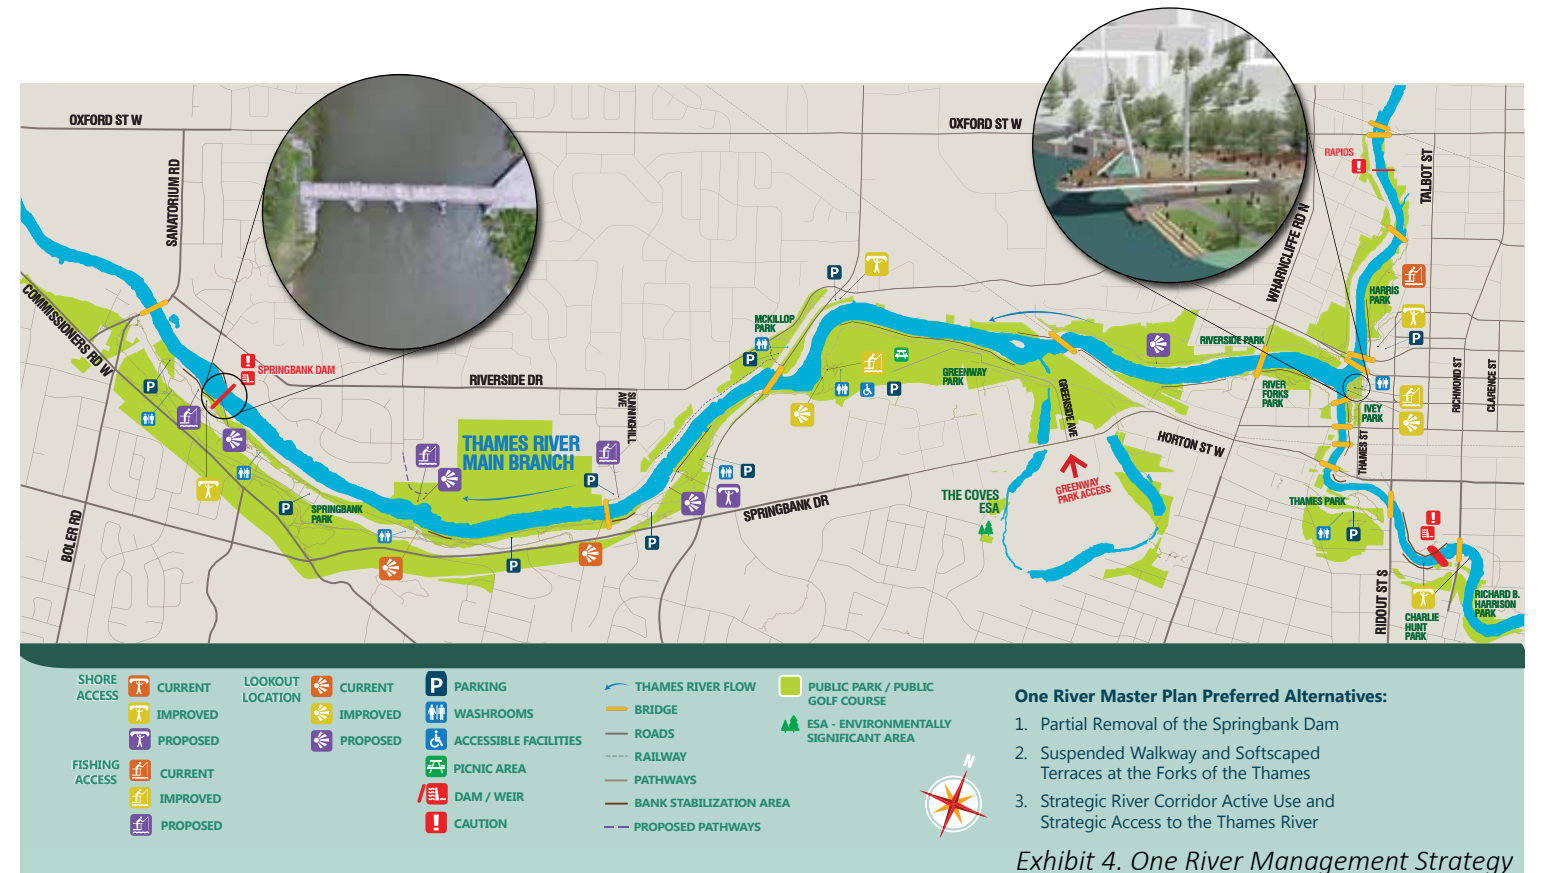 OXFORD ST W
OXFORD ST W
SANATORIUM RD
WHARNCLIFFE RD N
RAPIDS
!
TALBOT ST
COMMISSIONERS RD W
!
SPRINGBANK DAM
RIVERSIDE DR
SUNNINGHILL
AVE
MCKILLOP
PARK
P
P
P
HARRIS
PARK
P
RIVERSIDE PARK
GREENWAY
PARK
P
RIVER
FORKS
PARK
IVEY
PARK
RICHMOND ST
CLARENCE ST
GREENSIDE AVE
HORTON ST W
THAMES ST
THAMES RIVER
MAIN BRANCH
P
P
P
SPRINGBANK
PARK
P
P
SPRINGBANK DR
THE COVES
ESA
GREENWAY
PARK ACCESS
THAMES PARK
P
!
BOLER RD
RIDOUT ST S
CHARLIE
HUNT
PARK
RICHARD B.
HARRISON
PARK
SHORE
ACCESS
CURRENT
IMPROVED
PROPOSED
FISHING
ACCESS
CURRENT
IMPROVED
PROPOSED
LOOKOUT
LOCATION
CURRENT
IMPROVED
PROPOSED
P PARKING
WASHROOMS
ACCESSIBLE FACILITIES
PICNIC AREA
DAM / WEIR
! CAUTION
THAMES RIVER FLOW
BRIDGE
ROADS
RAILWAY
PATHWAYS
BANK STABILIZATION AREA
PROPOSED PATHWAYS
PUBLIC PARK / PUBLIC
GOLF COURSE
ESA - ENVIRONMENTALLY
SIGNIFICANT AREA
N
One River Master Plan Preferred Alternatives:
1. Partial Removal of the Springbank Dam
2. Suspended Walkway and Softscaped
Terraces at the Forks of the Thames
3. Strategic River Corridor Active Use and
Strategic Access to the Thames River
Exhibit 4. One River Management Strategy